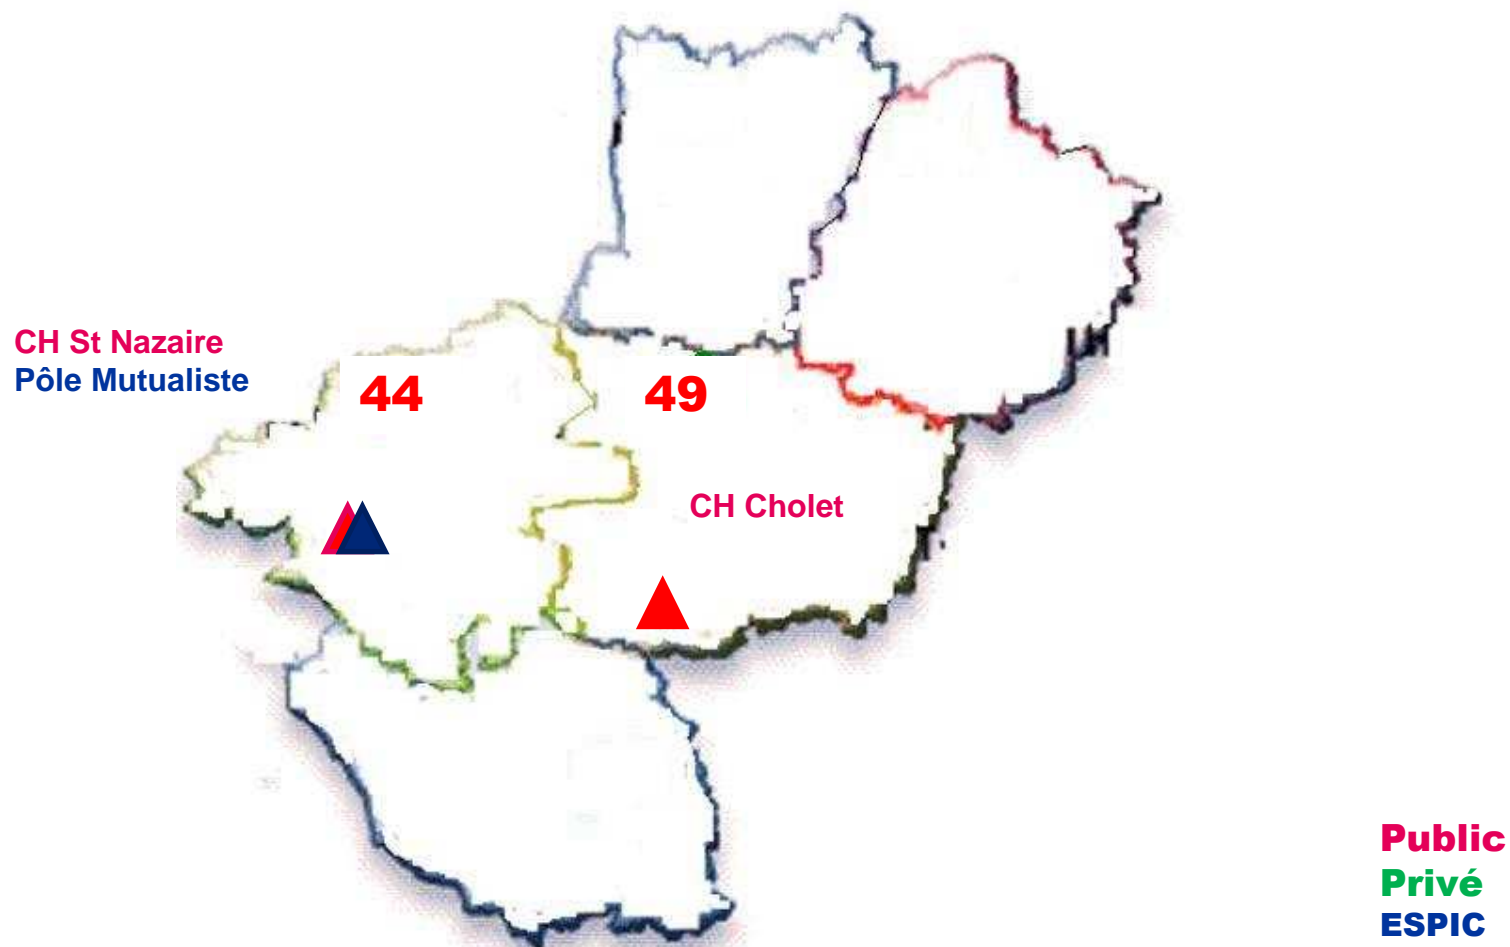 CH St Nazaire
Pôle Mutualiste
44
49
CH Cholet
Public
Privé
ESPIC